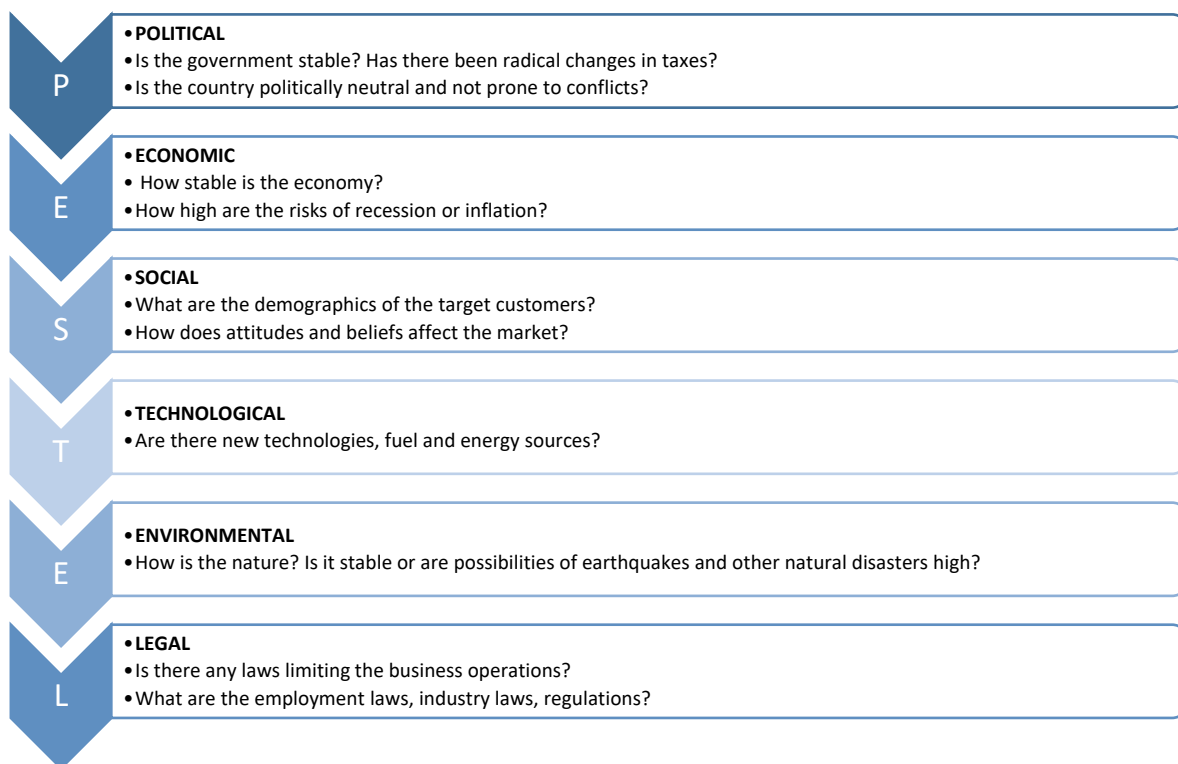 P
•POLITICAL
•Is the government stable? Has there been radical changes in taxes?
•Is the country politically neutral and not prone to conflicts?
E
•ECONOMIC
• How stable is the economy?
•How high are the risks of recession or inflation?
S
•SOCIAL
•What are the demographics of the target customers?
•How does attitudes and beliefs affect the market?
T
•TECHNOLOGICAL
•Are there new technologies, fuel and energy sources?
E
•ENVIRONMENTAL
•How is the nature? Is it stable or are possibilities of earthquakes and other natural disasters high?
L
•LEGAL
•Is there any laws limiting the business operations?
•What are the employment laws, industry laws, regulations?